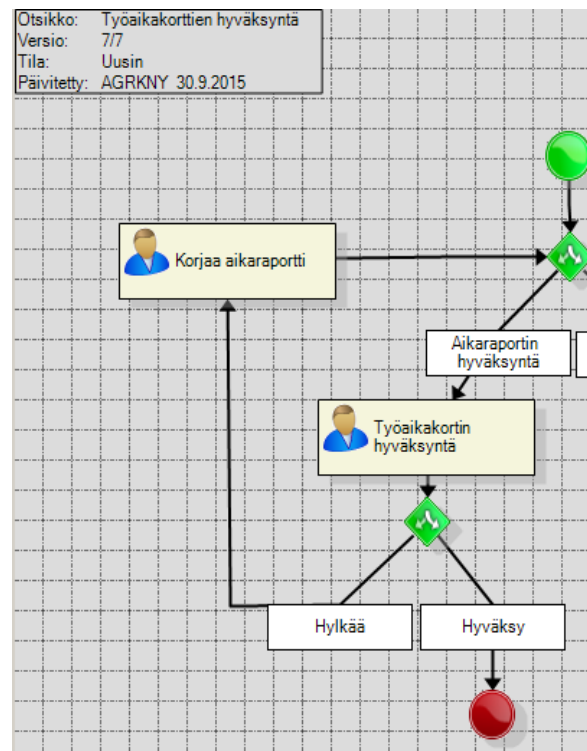 Otsikko: Työaikakorttien hyväksyntä
Versio: 7/7
Tila: Uusin
Päivitetty: AGRKNY 30.9.2015
Korjaa aikaraportti
Aikaraportin
hyväksyntä
Työaikakortin
hyväksyntä
Hylkää
Hyväksy